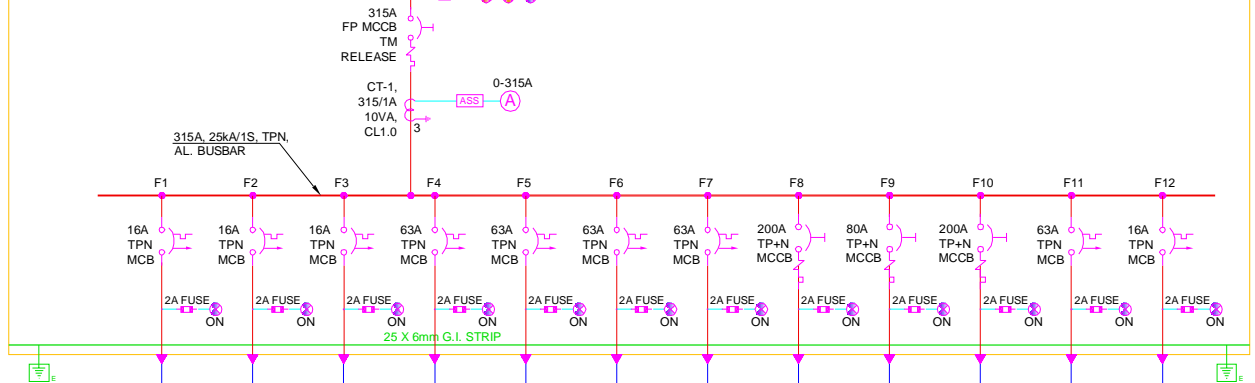 315A
FP MCCB
TM
RELEASE
CT-1,
315/1A
10VA,
CL1.0
3
ASS
A
0-315A
315A, 25kA/1S, TPN,
AL. BUSBAR
F1
F2
F3
F4
F5
F6
F7
F8
F9
F10
F11
F12
16A
TPN
MCB
16A
TPN
MCB
16A
TPN
MCB
63A
TPN
MCB
63A
TPN
MCB
63A
TPN
MCB
63A
TPN
MCB
200A
TP+N
MCCB
80A
TP+N
MCCB
200A
TP+N
MCCB
63A
TPN
MCB
16A
TPN
MCB
2A FUSE
ON
2A FUSE
ON
2A FUSE
ON
2A FUSE
ON
2A FUSE
ON
2A FUSE
ON
2A FUSE
ON
2A FUSE
ON
2A FUSE
ON
2A FUSE
ON
2A FUSE
ON
2A FUSE
ON
25 X 6mm G.I. STRIP
E
E